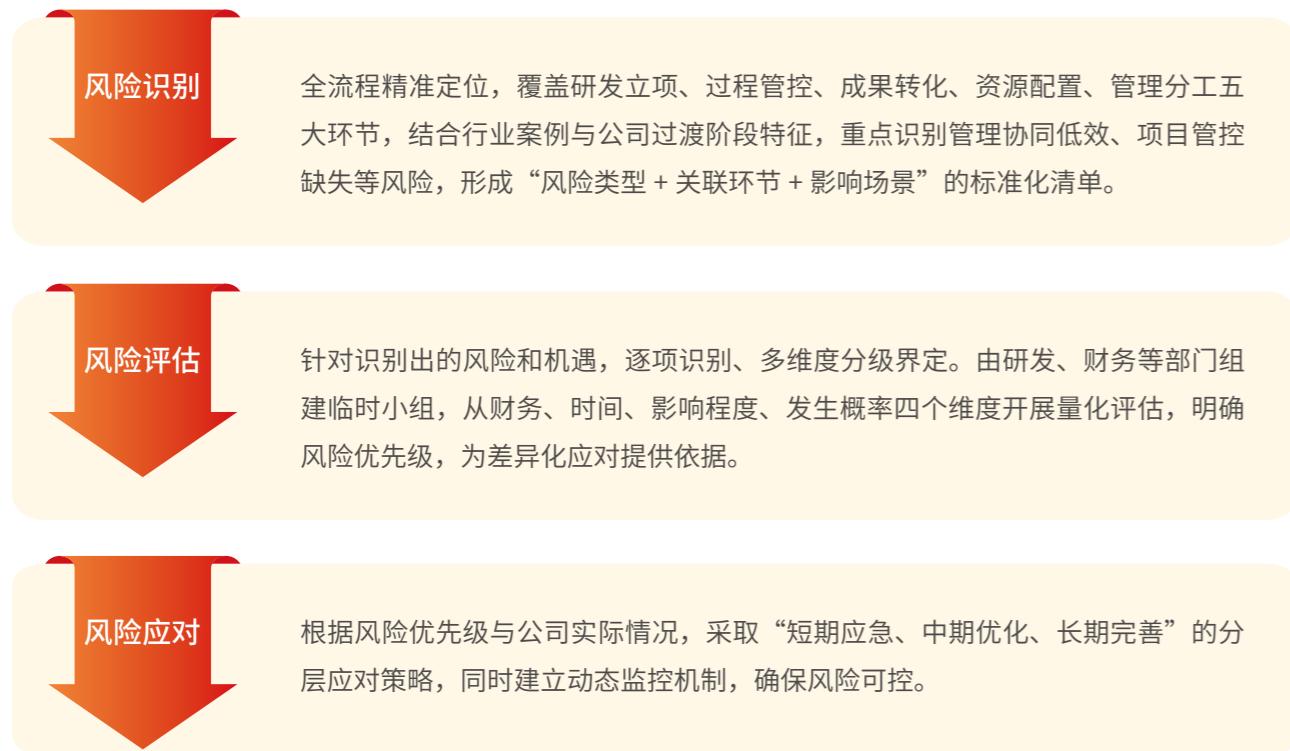 风险识别
全流程精准定位，覆盖研发立项、过程管控、成果转化、资源配置、管理分工五
大环节，结合行业案例与公司过渡阶段特征，重点识别管理协同低效、项目管控
缺失等风险，形成“风险类型 + 关联环节 + 影响场景”的标准化清单。
风险评估
针对识别出的风险和机遇，逐项识别、多维度分级界定。由研发、财务等部门组
建临时小组，从财务、时间、影响程度、发生概率四个维度开展量化评估，明确
风险优先级，为差异化应对提供依据。
风险应对
根据风险优先级与公司实际情况，采取“短期应急、中期优化、长期完善”的分
层应对策略，同时建立动态监控机制，确保风险可控。